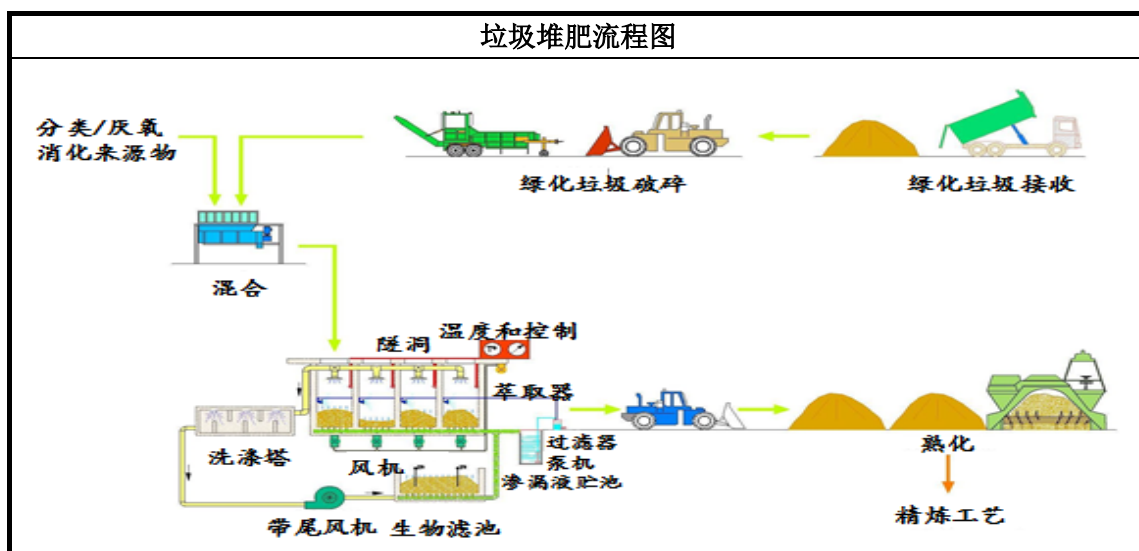 垃圾堆肥流程图
分类/厌氧
消化来源物
绿化垃圾破碎
绿化垃圾接收
混合
温度和控制
隧洞
萃取器
过滤器
泵机
渗漏液贮池
洗涤塔
风机
熟化
带尾风机
生物滤池
精炼工艺